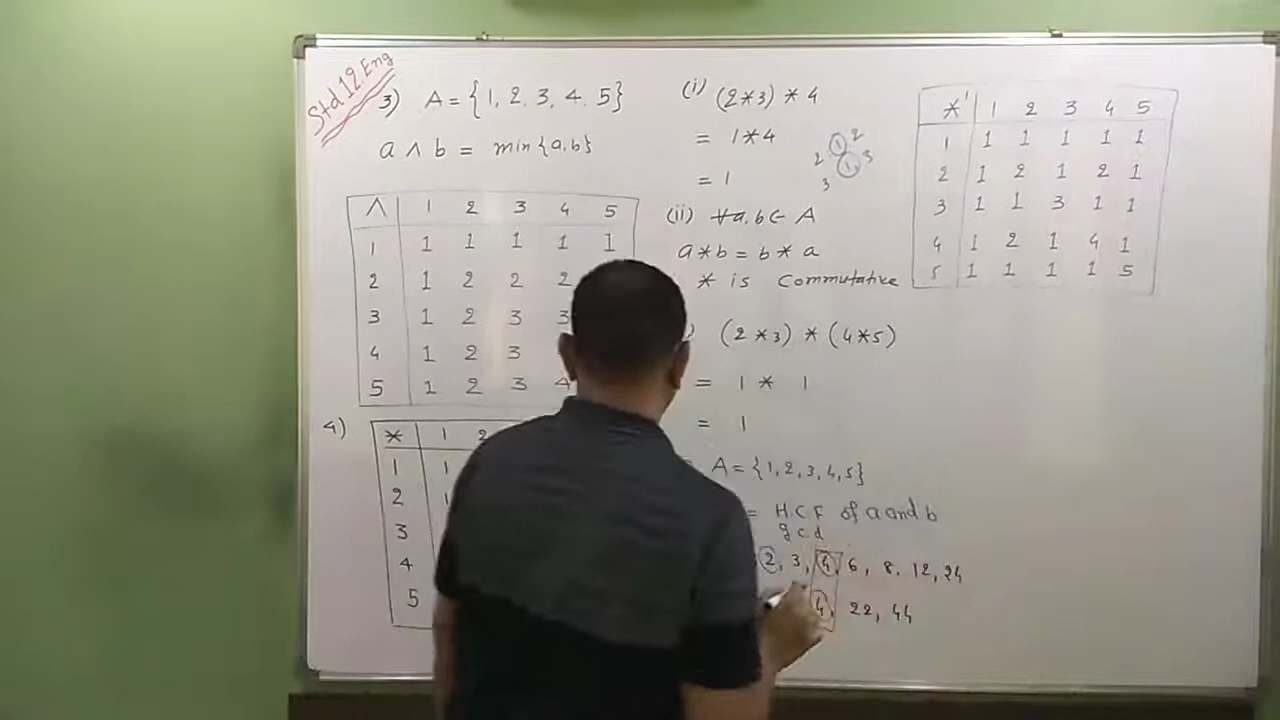 Std 12. Eng
3) A = {1, 2. 3, 4. 5}
a ∧ b = min{a.b}
∧ 1 2 3 4 5
1 1 1 1 1 1
2 1 2 2 2
3 1 2 3 3
4 1 2 3
5 1 2 3 4
4)
* 1 2
1 1
2 1
3
4
5
(i) (2*3) * 4
= 1*4
= 1
1 2
2 1 3
3
(ii) ∀a.b ∈ A
a*b = b * a
* is Commutative
) (2*3) * (4*5)
= 1 * 1
= 1
A = {1,2,3,4,5}
= H C F of a and b
g c.d
2, 3, 4, 6, 8. 12, 24
4, 22, 44
*' 1 2 3 4 5
1 1 1 1 1 1
2 1 2 1 2 1
3 1 1 3 1 1
4 1 2 1 4 1
5 1 1 1 1 5